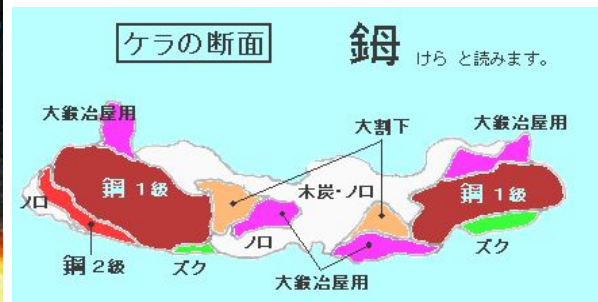 ケラの断面
鉧
けら と読みます。
大鍛冶屋用
大割下
大鍛冶屋用
鋼 1級
木炭・ノロ
鋼 1級
ノロ
ノロ
ズク
鋼 2級
ズク
大鍛冶屋用